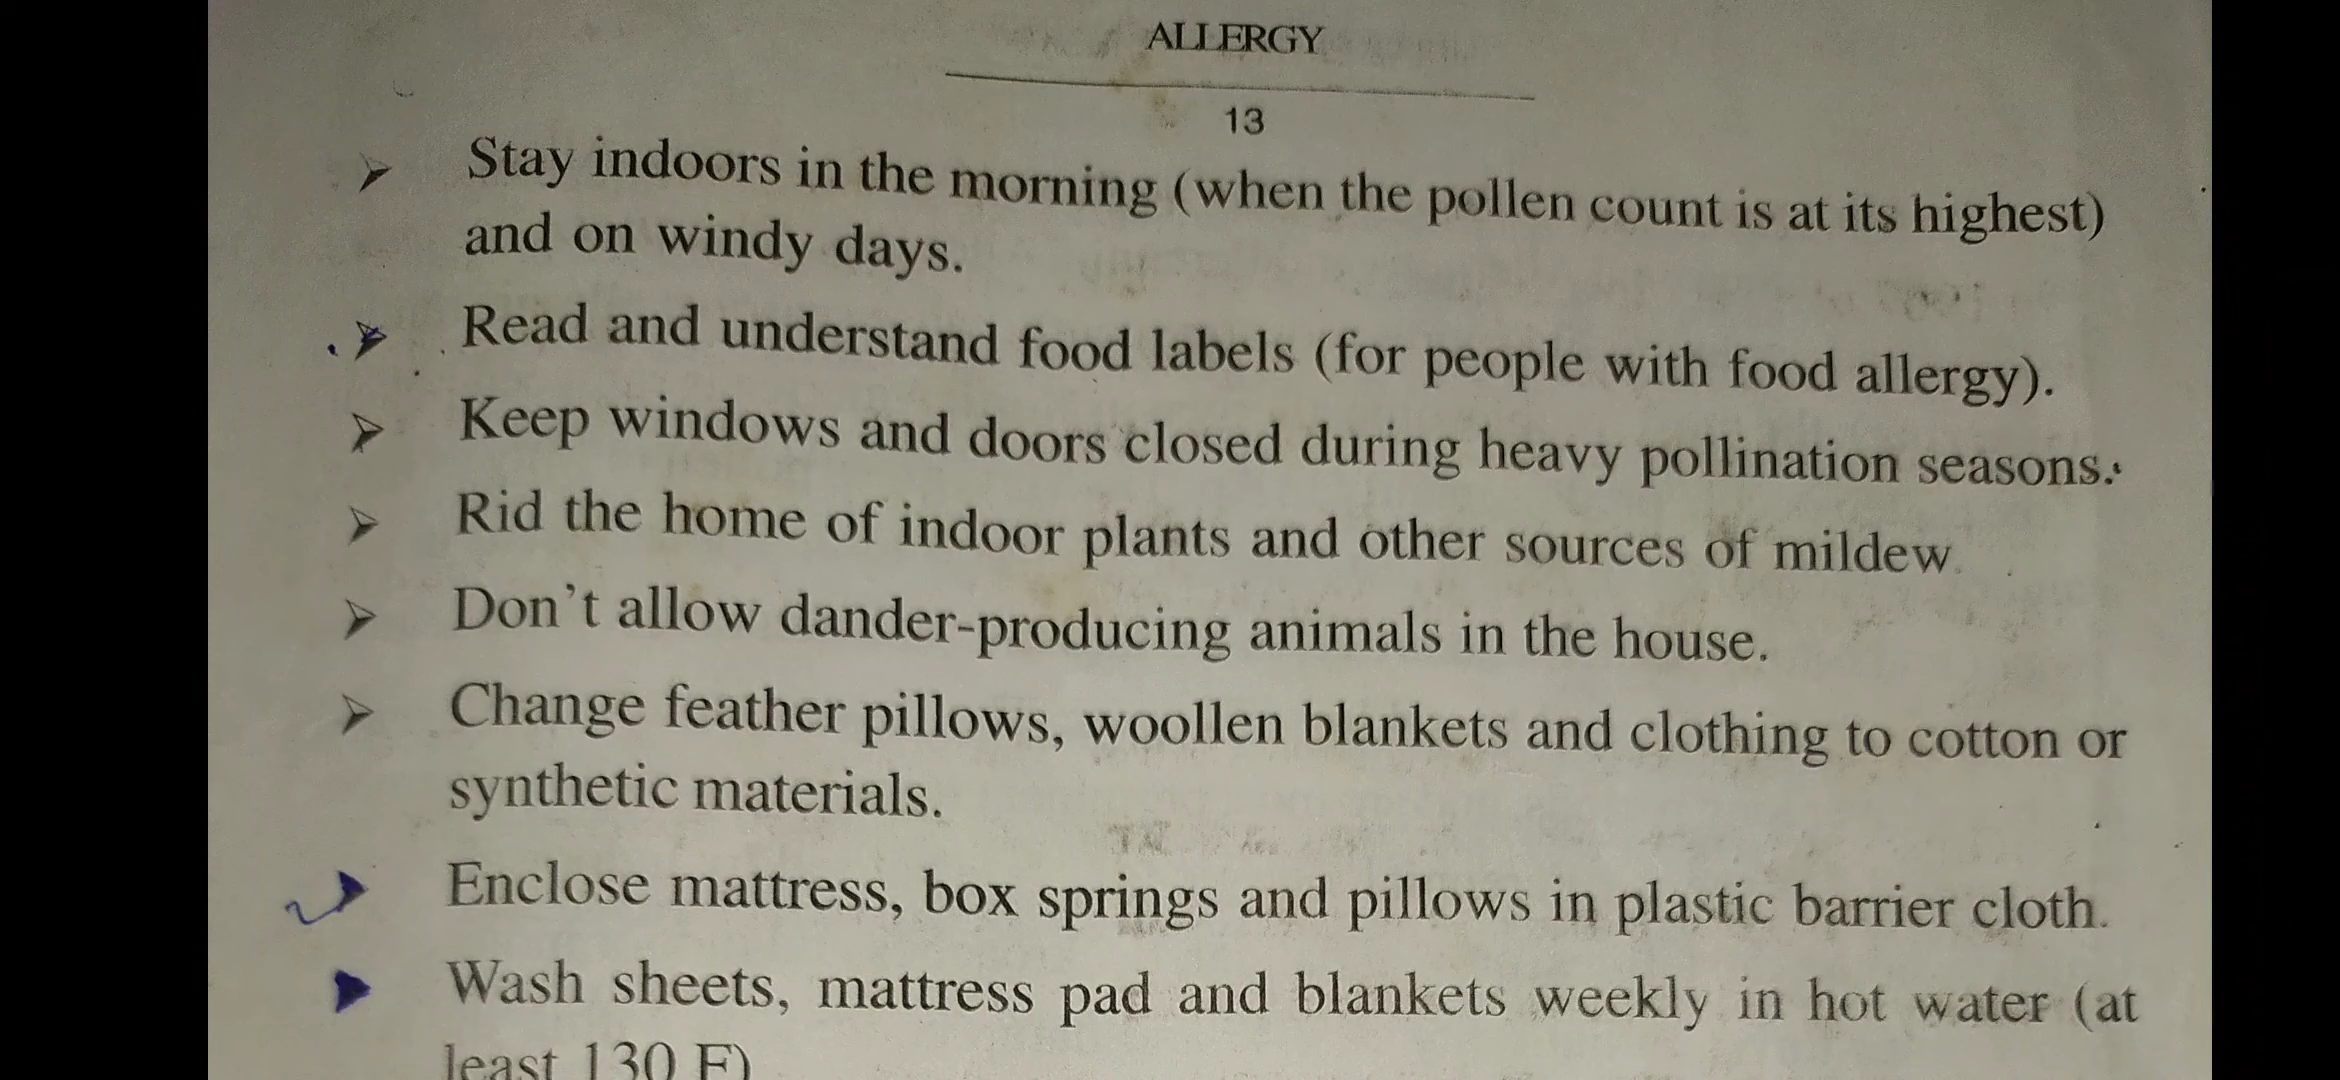 ALLERGY
13
➢ Stay indoors in the morning (when the pollen count is at its highest)
and on windy days.
➢ Read and understand food labels (for people with food allergy).
➢ Keep windows and doors closed during heavy pollination seasons.
➢ Rid the home of indoor plants and other sources of mildew.
➢ Don't allow dander-producing animals in the house.
➢ Change feather pillows, woollen blankets and clothing to cotton or
synthetic materials.
➢ Enclose mattress, box springs and pillows in plastic barrier cloth.
➢ Wash sheets, mattress pad and blankets weekly in hot water (at
least 130 F)